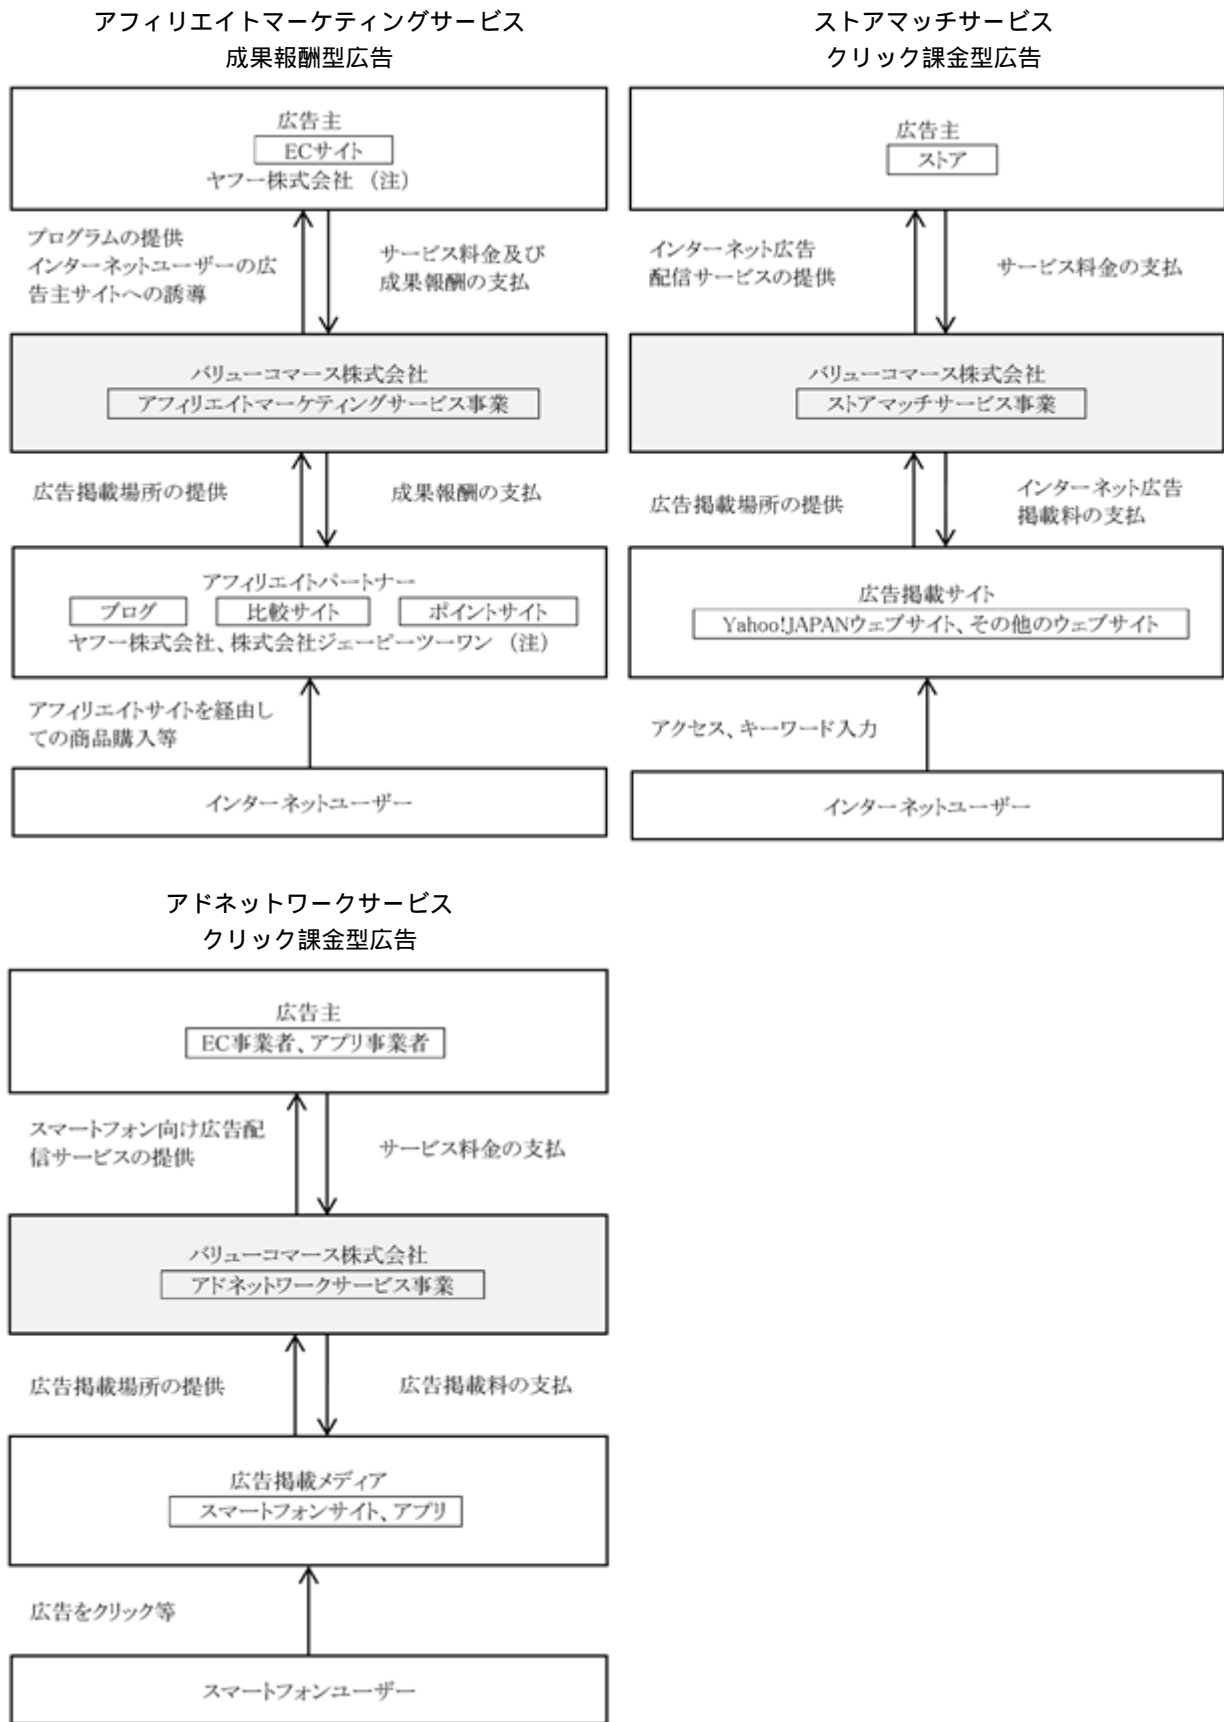 アフィリエイトマーケティングサービス
成果報酬型広告
広告主
ECサイト
ヤフー株式会社 (注)
プログラムの提供
インターネットユーザーの広
告主サイトへの誘導
サービス料金及び
成果報酬の支払
バリューコマース株式会社
アフィリエイトマーケティングサービス事業
広告掲載場所の提供
成果報酬の支払
アフィリエイトパートナー
ブログ
比較サイト
ポイントサイト
ヤフー株式会社、株式会社ジェーピーツーワン (注)
アフィリエイトサイトを経由し
ての商品購入等
インターネットユーザー
ストアマッチサービス
クリック課金型広告
広告主
ストア
インターネット広告
配信サービスの提供
サービス料金の支払
バリューコマース株式会社
ストアマッチサービス事業
広告掲載場所の提供
インターネット広告
掲載料の支払
広告掲載サイト
Yahoo!JAPANウェブサイト、その他のウェブサイト
アクセス、キーワード入力
インターネットユーザー
アドネットワークサービス
クリック課金型広告
広告主
EC事業者、アプリ事業者
スマートフォン向け広告配
信サービスの提供
サービス料金の支払
バリューコマース株式会社
アドネットワークサービス事業
広告掲載場所の提供
広告掲載料の支払
広告掲載メディア
スマートフォンサイト、アプリ
広告をクリック等
スマートフォンユーザー